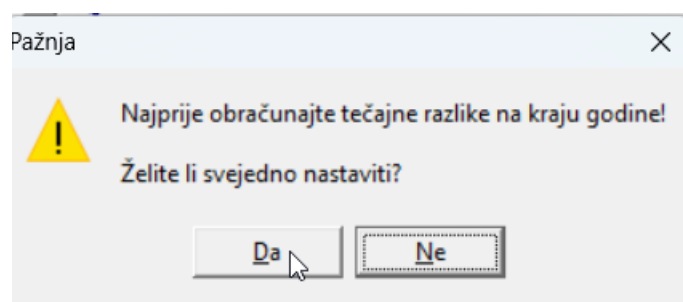 Pažnja
Najprije obračunajte tečajne razlike na kraju godine!
Želite li svejedno nastaviti?
Da
Ne